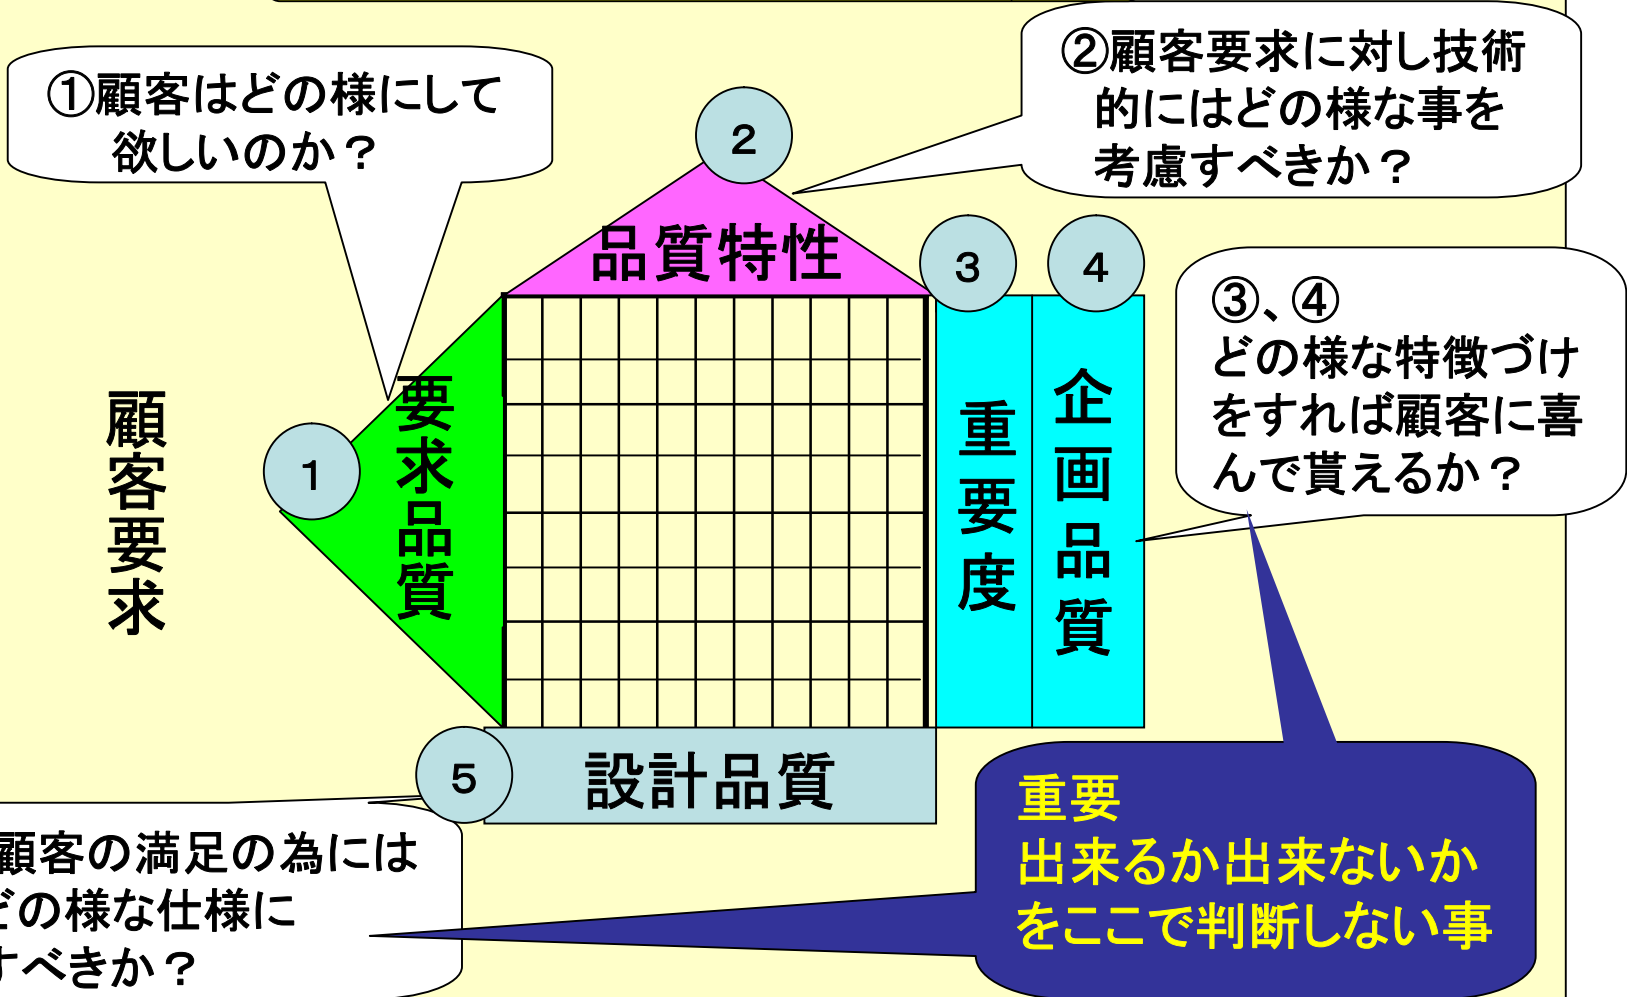 ①顧客はどの様にして
欲しいのか？
②顧客要求に対し技術
的にはどの様な事を
考慮すべきか？
２
品質特性
３
４
③、④
どの様な特徴づけ
をすれば顧客に喜
んで貰えるか？
顧客要求
１
要求品質
重要度
企画品質
５
設計品質
顧客の満足の為には
どの様な仕様に
すべきか？
重要
出来るか出来ないか
をここで判断しない事